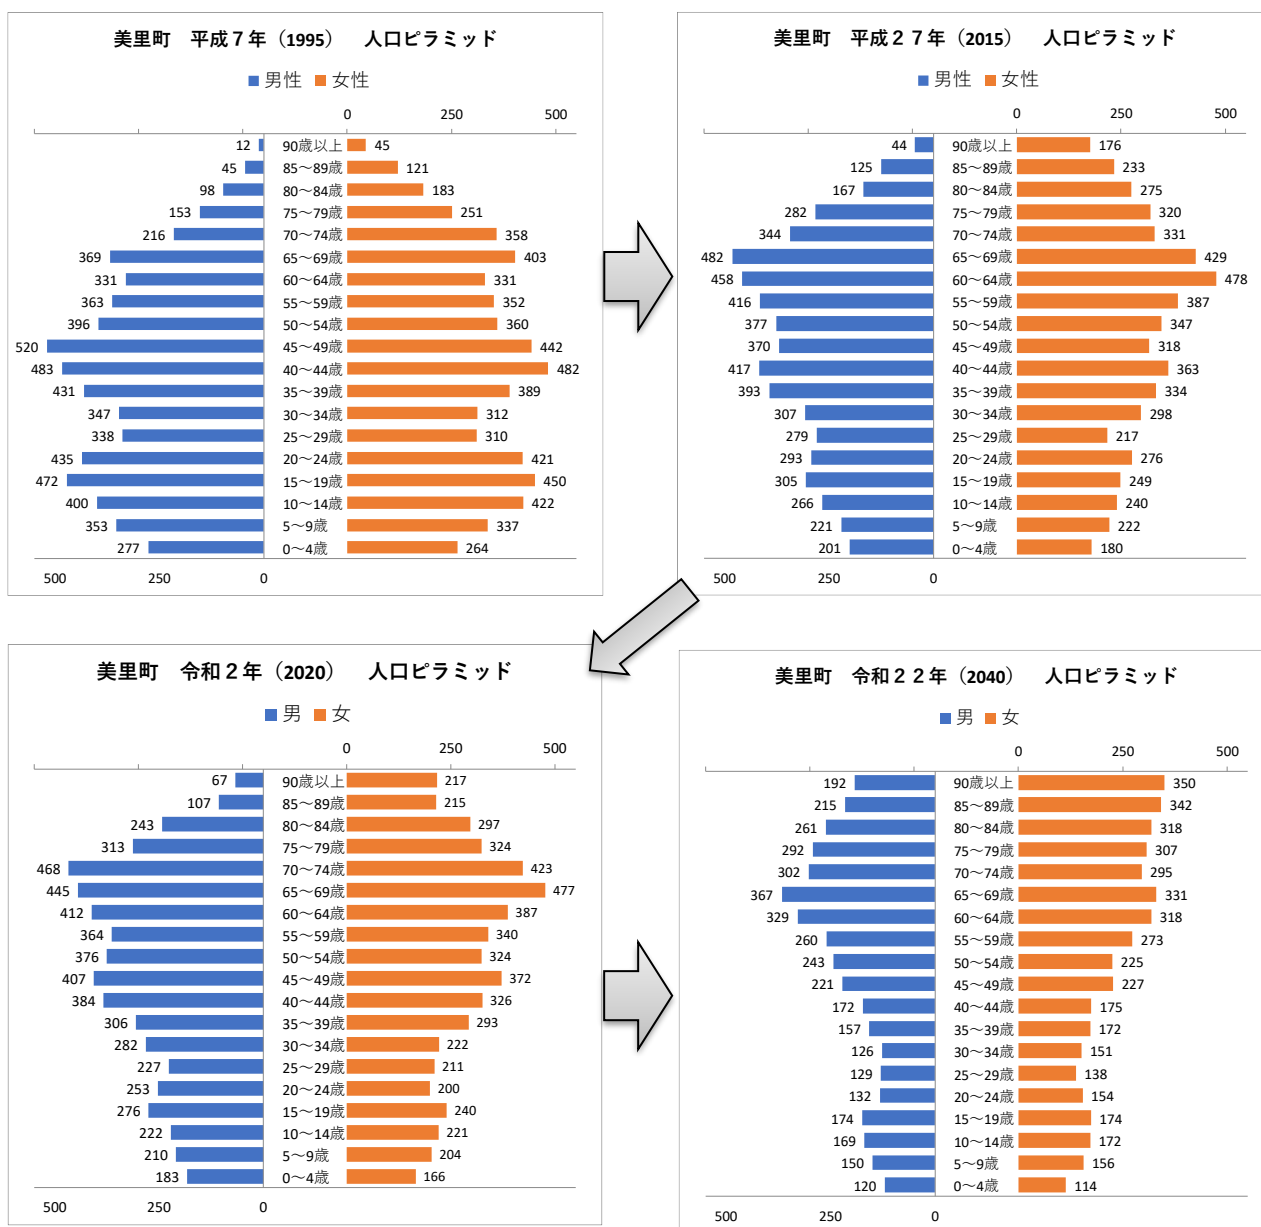 美里町　平成７年（1995）　人口ピラミッド
男性 女性
0 250 500
12 90歳以上 45
45 85～89歳 121
98 80～84歳 183
153 75～79歳 251
216 70～74歳 358
369 65～69歳 403
331 60～64歳 331
363 55～59歳 352
396 50～54歳 360
520 45～49歳 442
483 40～44歳 482
431 35～39歳 389
347 30～34歳 312
338 25～29歳 310
435 20～24歳 421
472 15～19歳 450
400 10～14歳 422
353 5～9歳 337
277 0～4歳 264
500 250 0
美里町　平成２７年（2015）　人口ピラミッド
男性 女性
0 250 500
44 90歳以上 176
125 85～89歳 233
167 80～84歳 275
282 75～79歳 320
344 70～74歳 331
482 65～69歳 429
458 60～64歳 478
416 55～59歳 387
377 50～54歳 347
370 45～49歳 318
417 40～44歳 363
393 35～39歳 334
307 30～34歳 298
279 25～29歳 217
293 20～24歳 276
305 15～19歳 249
266 10～14歳 240
221 5～9歳 222
201 0～4歳 180
500 250 0
美里町　令和２年（2020）　人口ピラミッド
男 女
0 250 500
67 90歳以上 217
107 85～89歳 215
243 80～84歳 297
313 75～79歳 324
468 70～74歳 423
445 65～69歳 477
412 60～64歳 387
364 55～59歳 340
376 50～54歳 324
407 45～49歳 372
384 40～44歳 326
306 35～39歳 293
282 30～34歳 222
227 25～29歳 211
253 20～24歳 200
276 15～19歳 240
222 10～14歳 221
210 5～9歳 204
183 0～4歳 166
500 250 0
美里町　令和２２年（2040）　人口ピラミッド
男 女
0 250 500
192 90歳以上 350
215 85～89歳 342
261 80～84歳 318
292 75～79歳 307
302 70～74歳 295
367 65～69歳 331
329 60～64歳 318
260 55～59歳 273
243 50～54歳 225
221 45～49歳 227
172 40～44歳 175
157 35～39歳 172
126 30～34歳 151
129 25～29歳 138
132 20～24歳 154
174 15～19歳 174
169 10～14歳 172
150 5～9歳 156
120 0～4歳 114
500 250 0